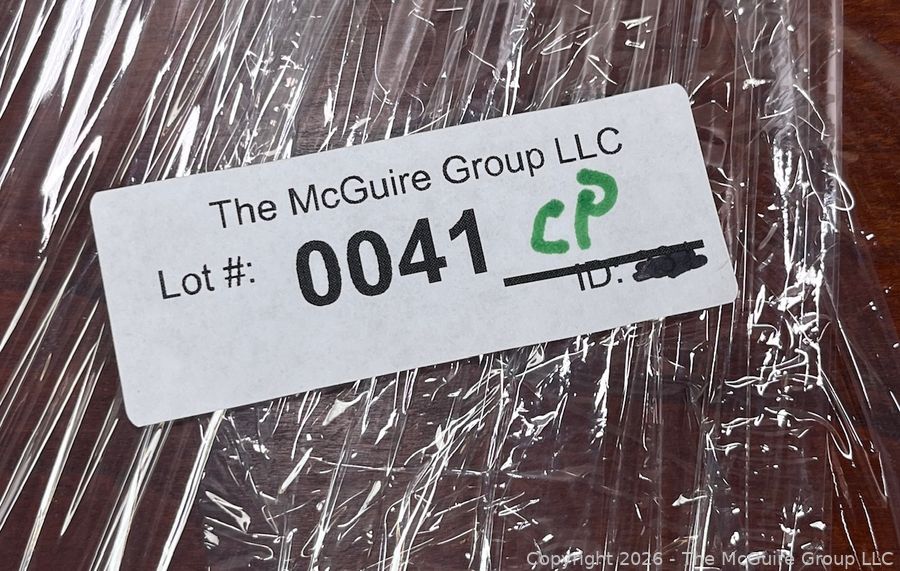 The McGuire Group LLC
Lot #: 0041 CP
ID:
Copyright 2026 - The McGuire Group LLC